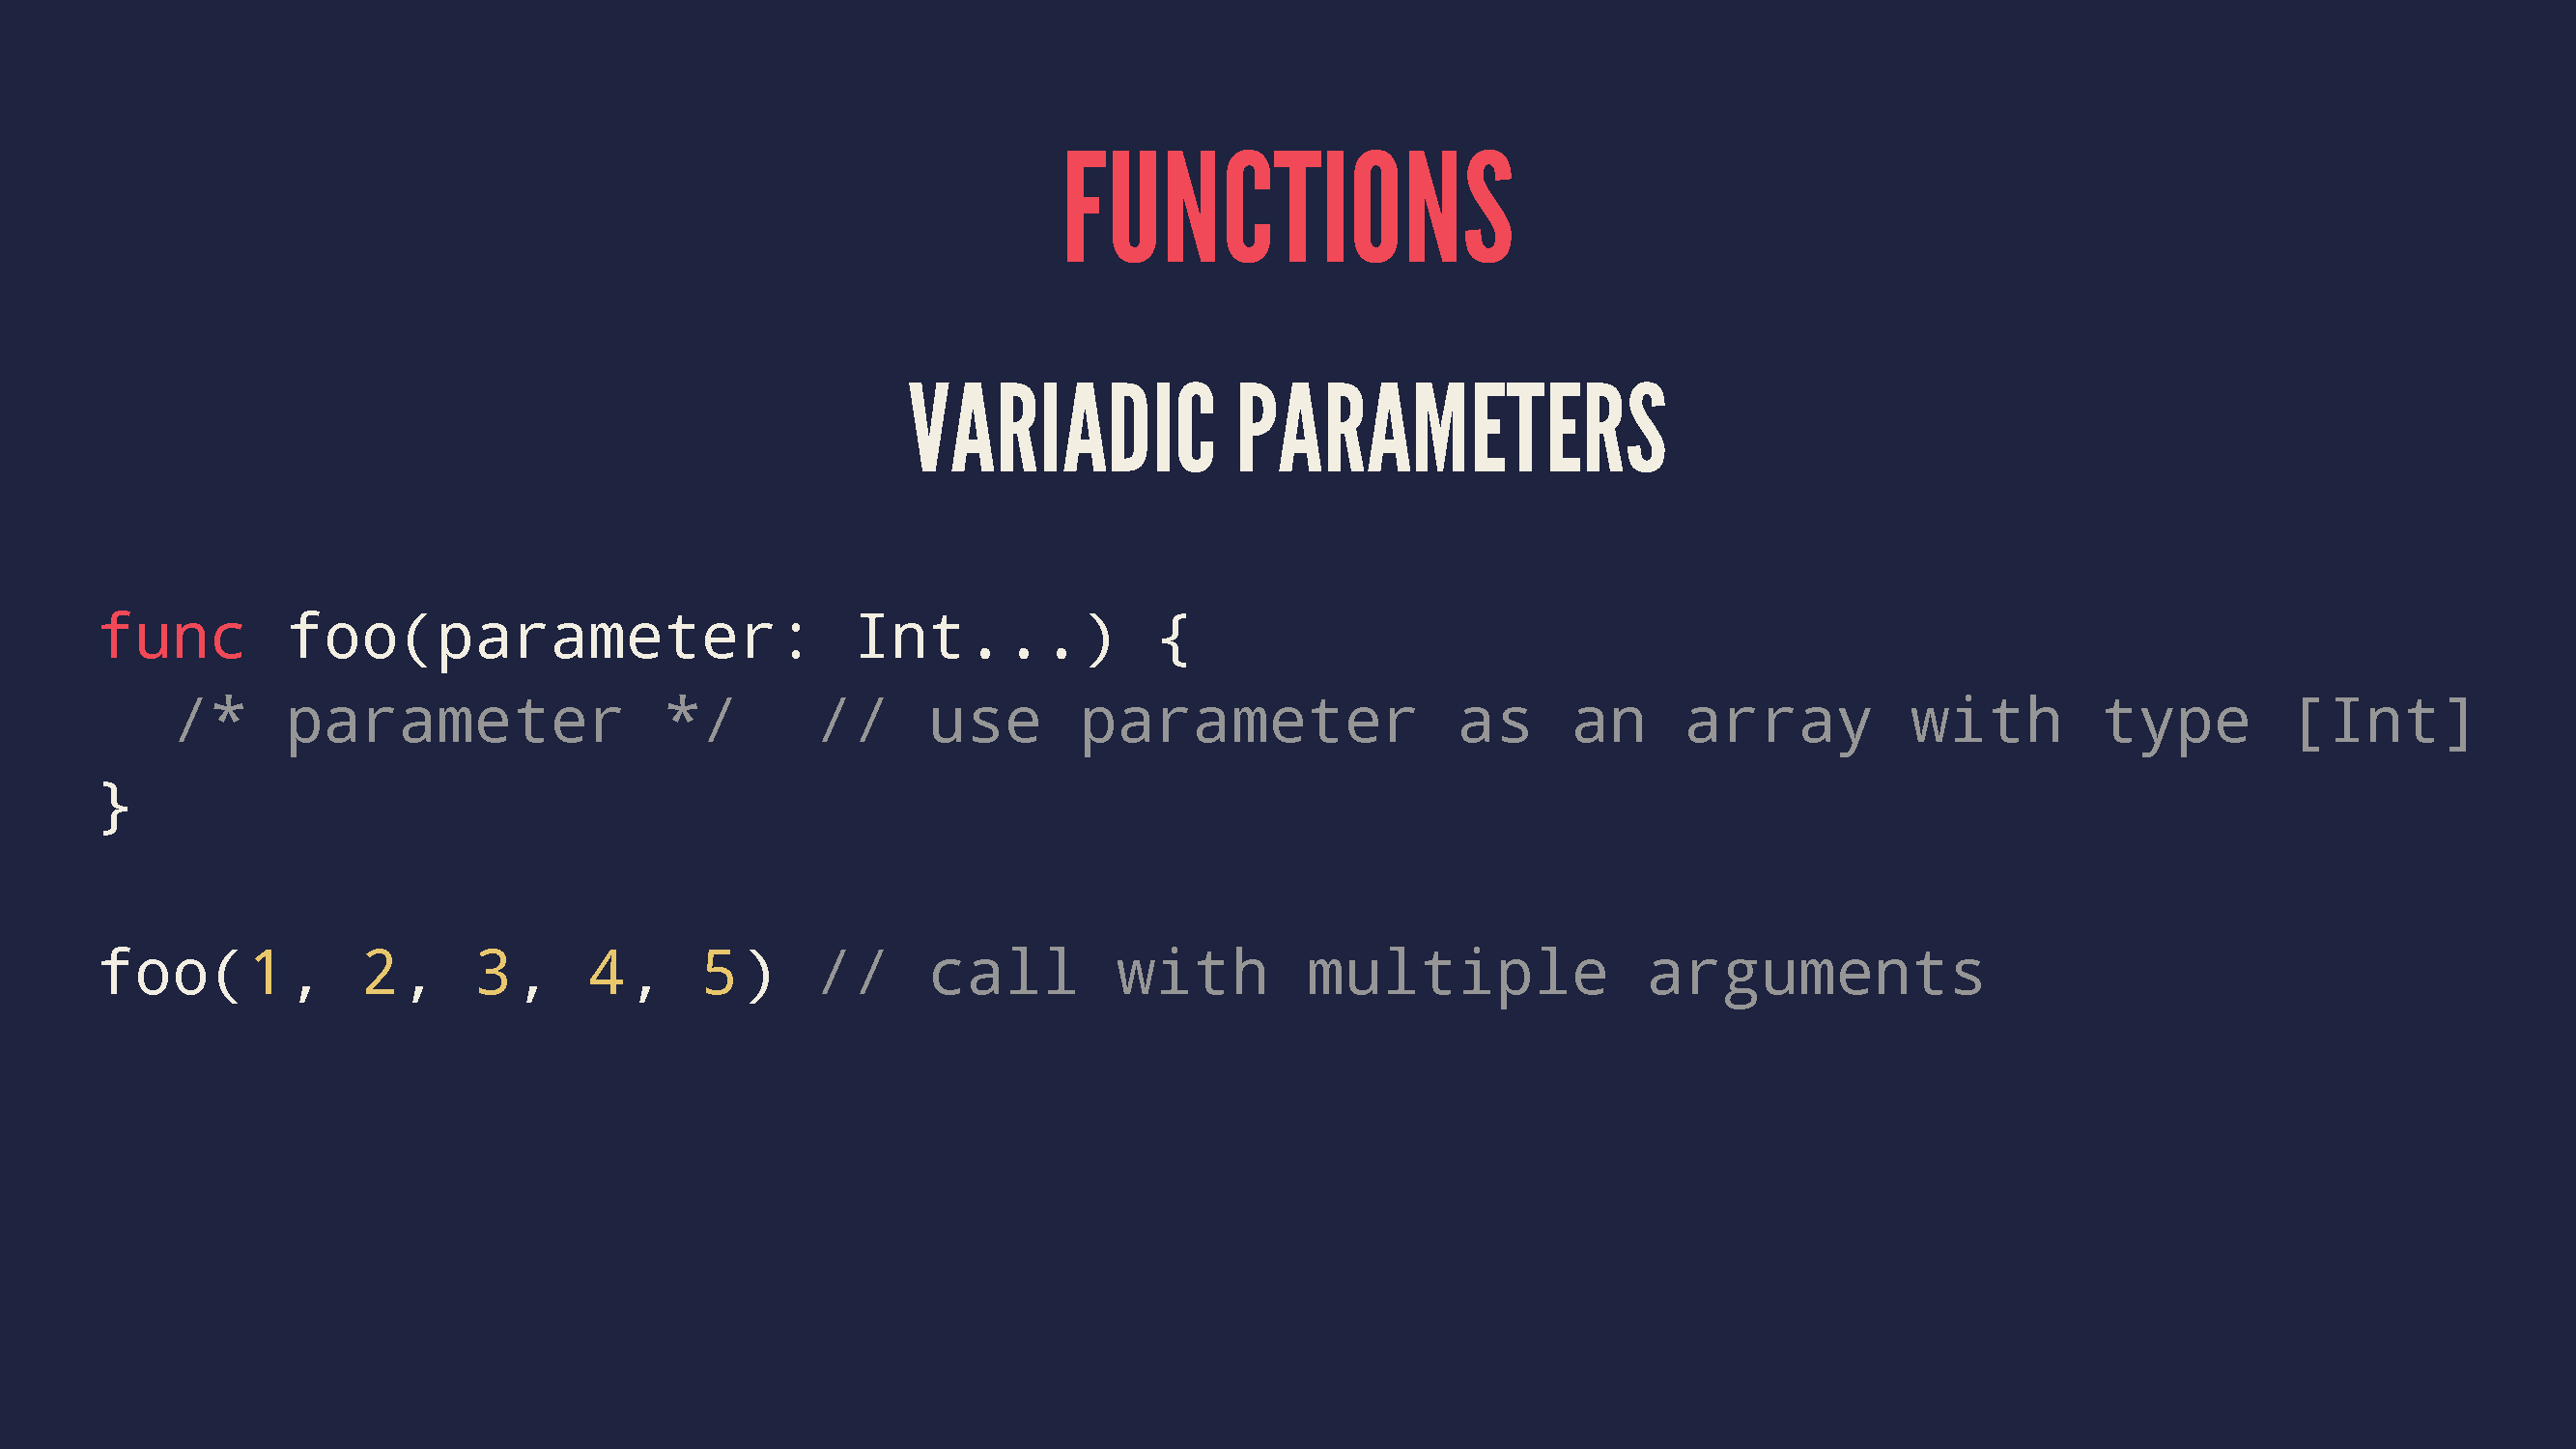 FUNCTIONS
VARIADIC PARAMETERS
func foo(parameter: Int...) {
  /* parameter */  // use parameter as an array with type [Int]
}
foo(1, 2, 3, 4, 5) // call with multiple arguments